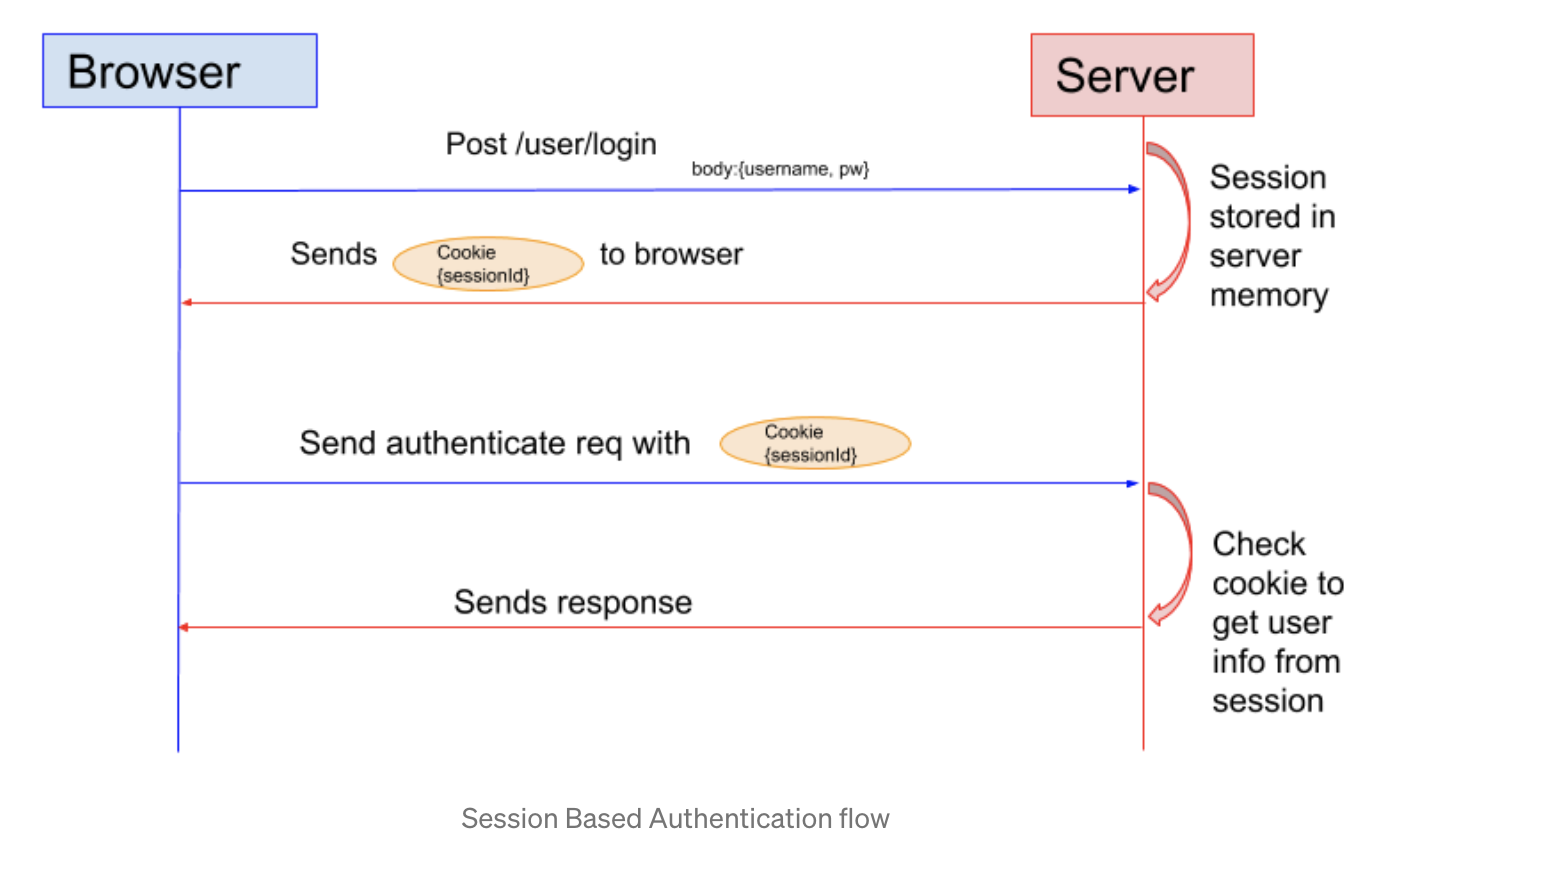 Browser
Server
Post /user/login
body:{username, pw}
Session
stored in
server
memory
Sends
Cookie
{sessionId}
to browser
Send authenticate req with
Cookie
{sessionId}
Check
cookie to
get user
info from
session
Sends response
Session Based Authentication flow